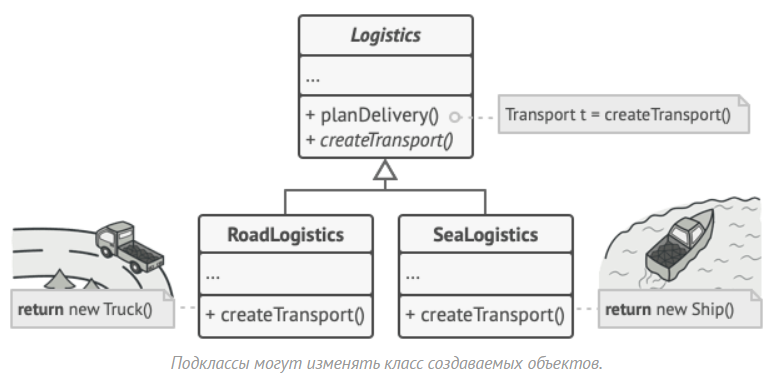 Logistics
...
+ planDelivery()
+ createTransport()
Transport t = createTransport()
RoadLogistics
...
+ createTransport()
SeaLogistics
...
+ createTransport()
return new Truck()
return new Ship()
Подклассы могут изменять класс создаваемых объектов.